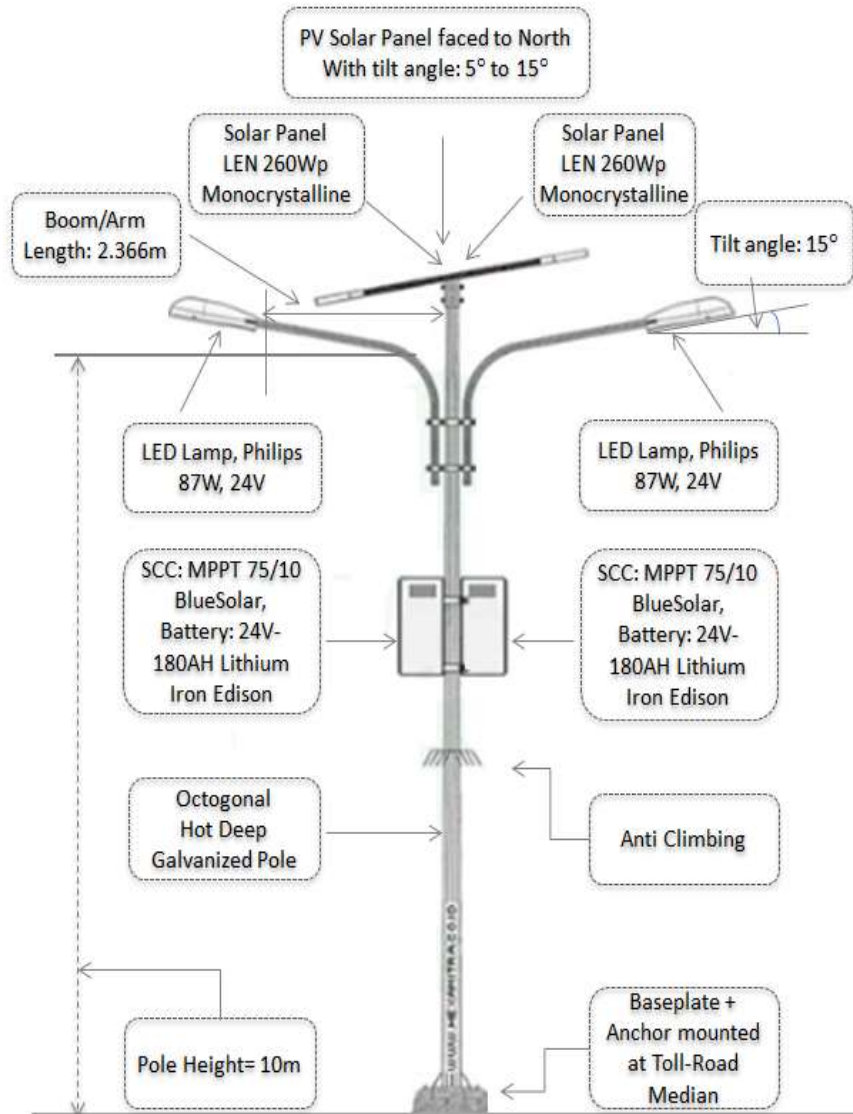 PV Solar Panel faced to North
With tilt angle: 5° to 15°
Solar Panel
LEN 260Wp
Monocrystalline
Solar Panel
LEN 260Wp
Monocrystalline
Boom/Arm
Length: 2.366m
Tilt angle: 15°
LED Lamp, Philips
87W, 24V
LED Lamp, Philips
87W, 24V
SCC: MPPT 75/10
BlueSolar,
Battery: 24V-
180AH Lithium
Iron Edison
SCC: MPPT 75/10
BlueSolar,
Battery: 24V-
180AH Lithium
Iron Edison
Octogonal
Hot Deep
Galvanized Pole
Anti Climbing
WWW.HEXAMITRA.CO.ID
Pole Height= 10m
Baseplate +
Anchor mounted
at Toll-Road
Median